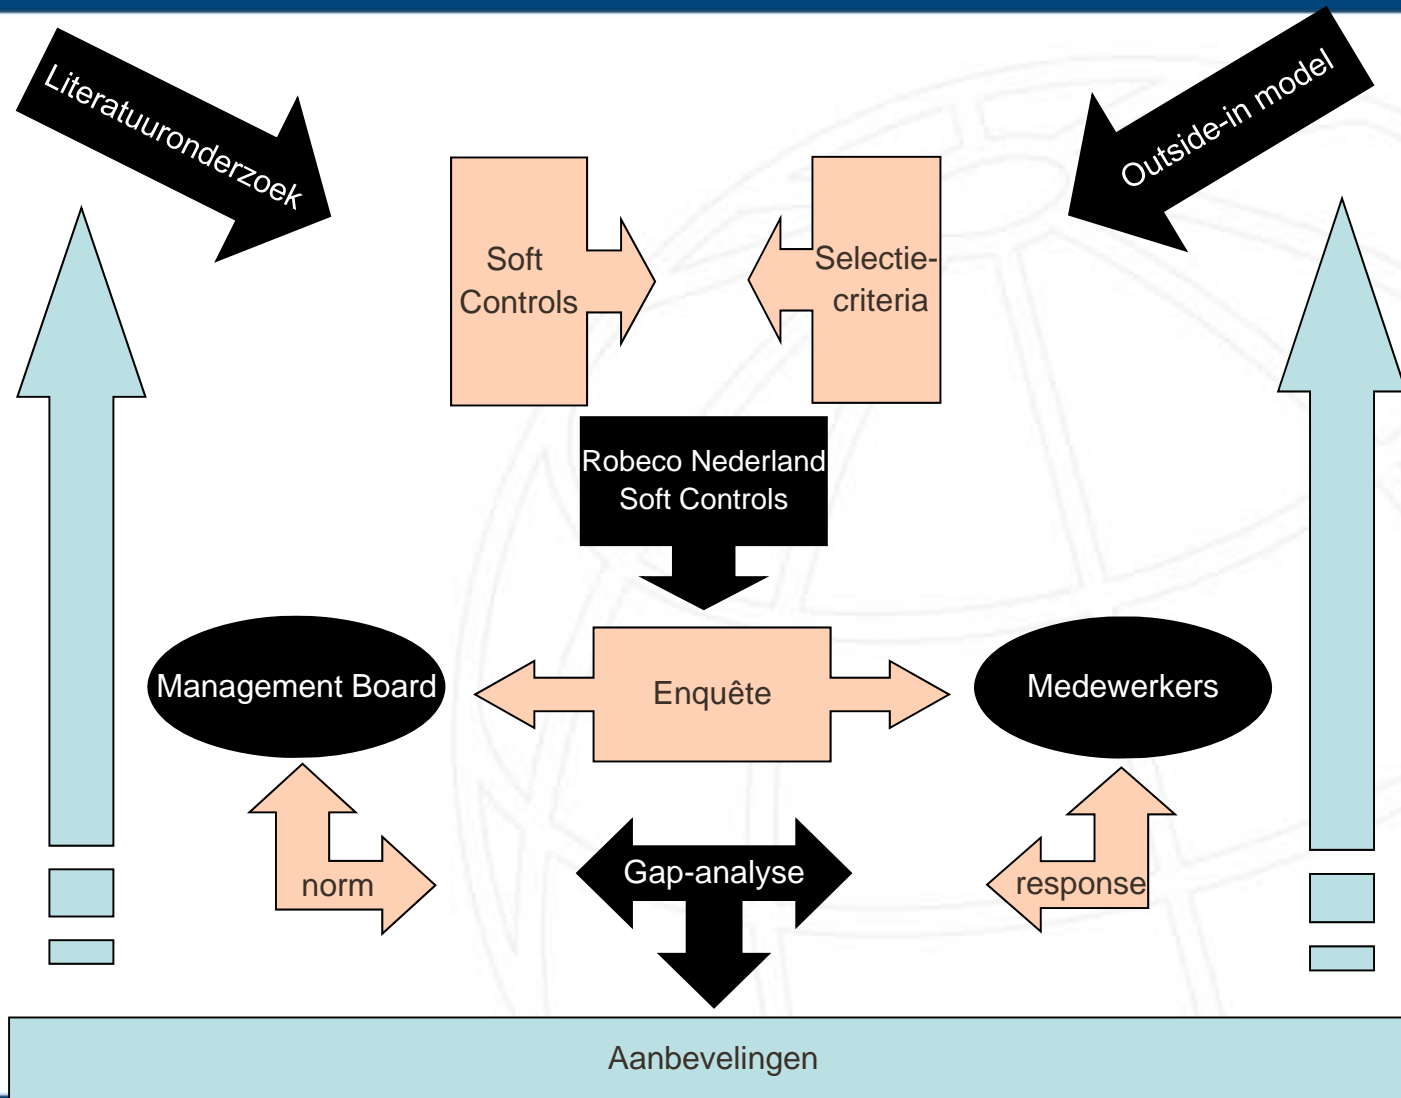 Literatuuronderzoek
Outside-in model
Soft
Controls
Selectie-
criteria
Robeco Nederland
Soft Controls
Management Board
Enquête
Medewerkers
norm
Gap-analyse
response
Aanbevelingen